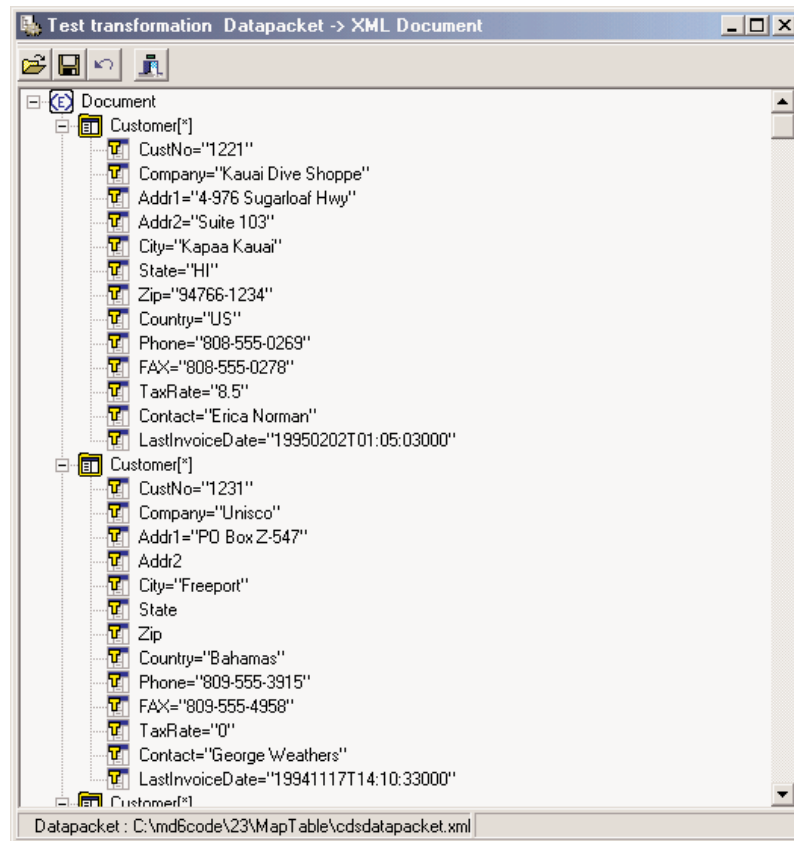 Test transformation Datapacket -> XML Document
Document
Customer[*]
CustNo="1221"
Company="Kauai Dive Shoppe"
Addr1="4-976 Sugarloaf Hwy"
Addr2="Suite 103"
City="Kapaa Kauai"
State="HI"
Zip="94766-1234"
Country="US"
Phone="808-555-0269"
FAX="808-555-0278"
TaxRate="8.5"
Contact="Erica Norman"
LastInvoiceDate="19950202T01:05:03000"
Customer[*]
CustNo="1231"
Company="Unisco"
Addr1="PO Box Z-547"
Addr2
City="Freeport"
State
Zip
Country="Bahamas"
Phone="809-555-3915"
FAX="809-555-4958"
TaxRate="0"
Contact="George Weathers"
LastInvoiceDate="19941117T14:10:33000"
Customer[*]
Datapacket : C:\md6code\23\MapTable\cdsdatapacket.xml